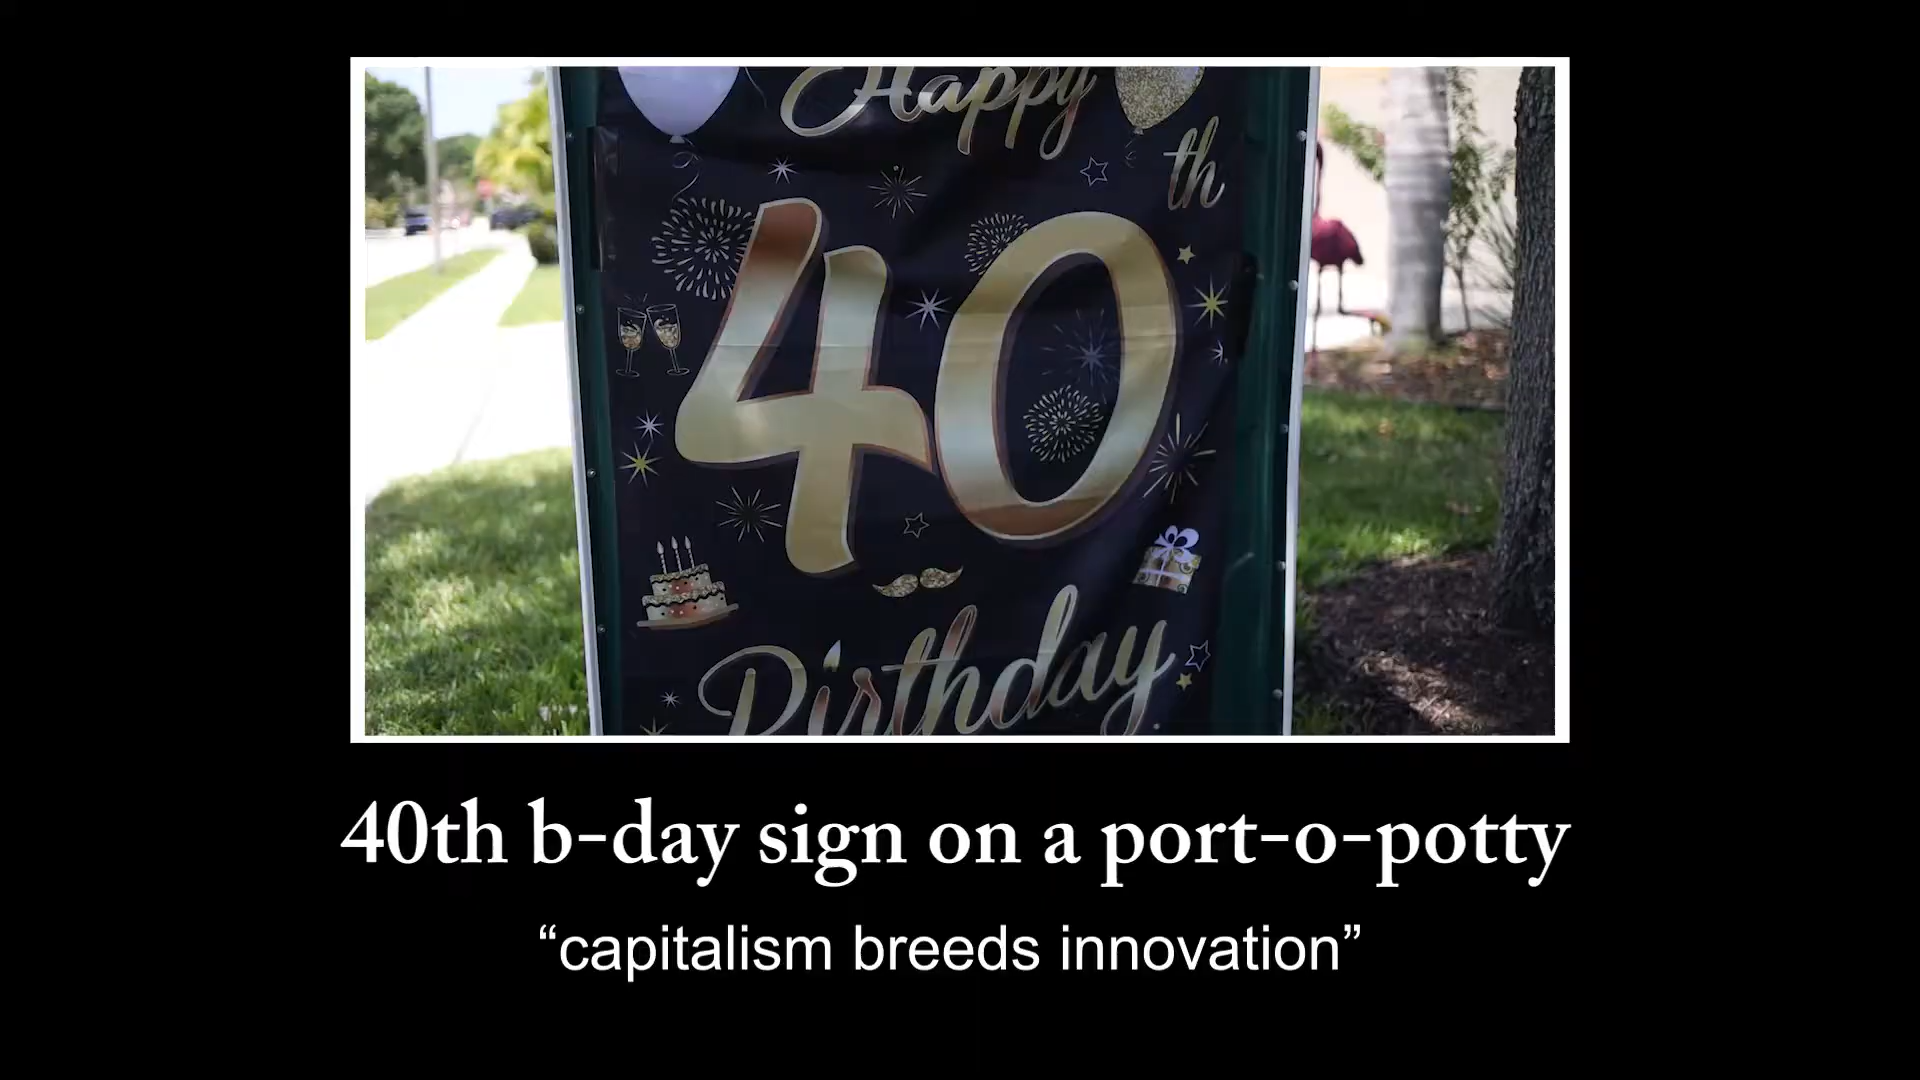 Happy
th
40
Birthday
40th b-day sign on a port-o-potty
“capitalism breeds innovation”